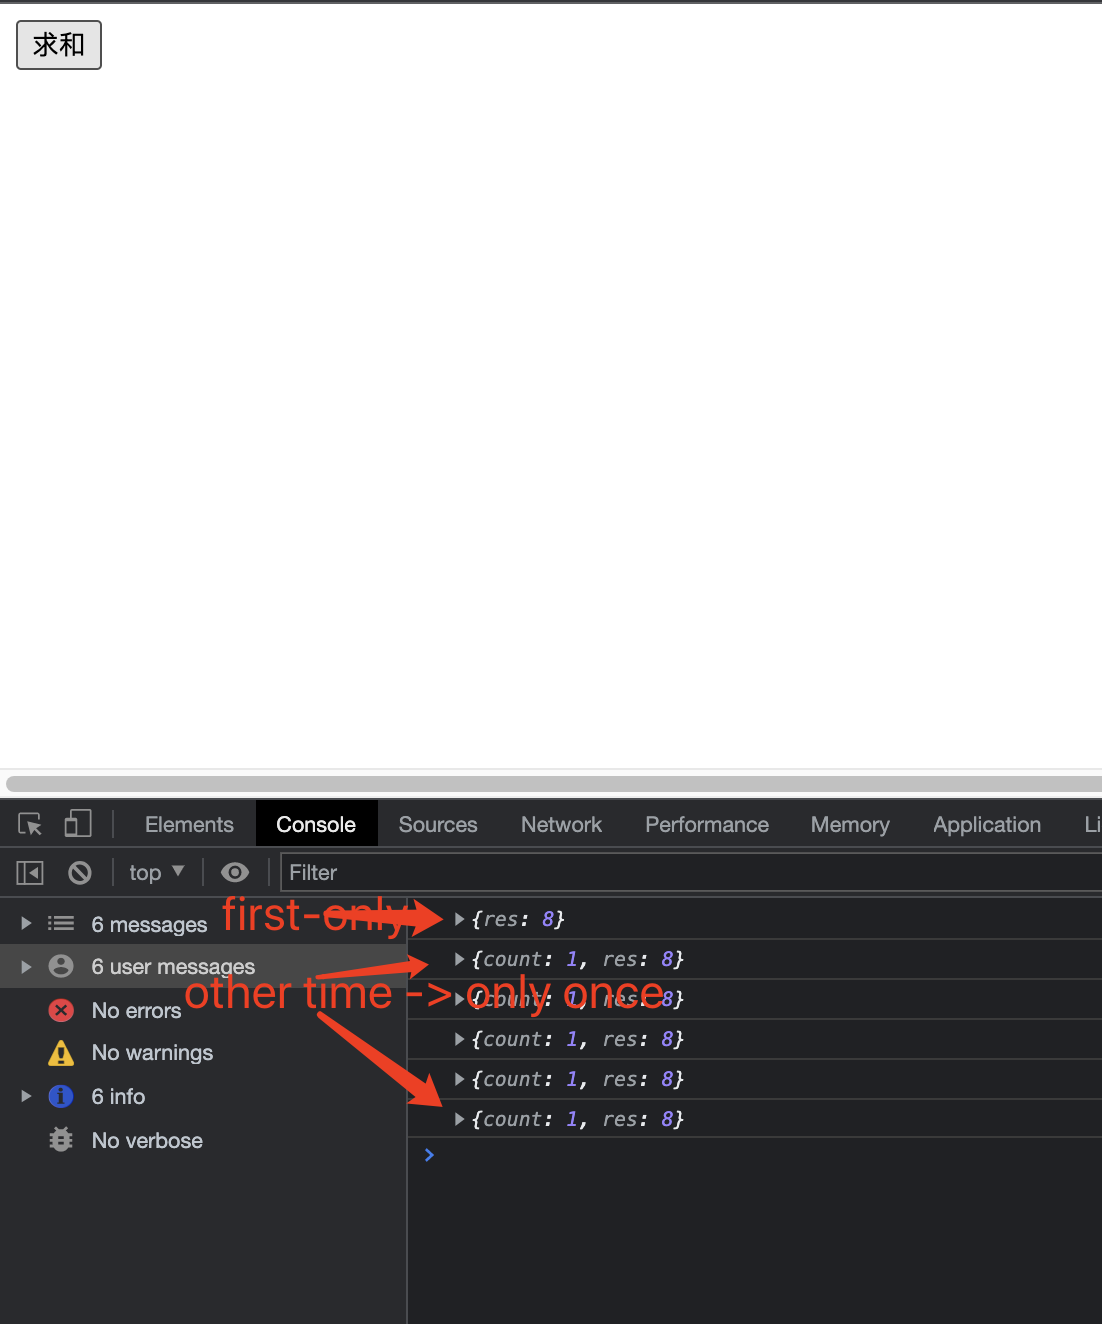 求和
Elements Console Sources Network Performance Memory Application Li
top Filter
6 messages
6 user messages
No errors
No warnings
6 info
No verbose
first-only
other time -> only once
{res: 8}
{count: 1, res: 8}
{count: 1, res: 8}
{count: 1, res: 8}
{count: 1, res: 8}
{count: 1, res: 8}